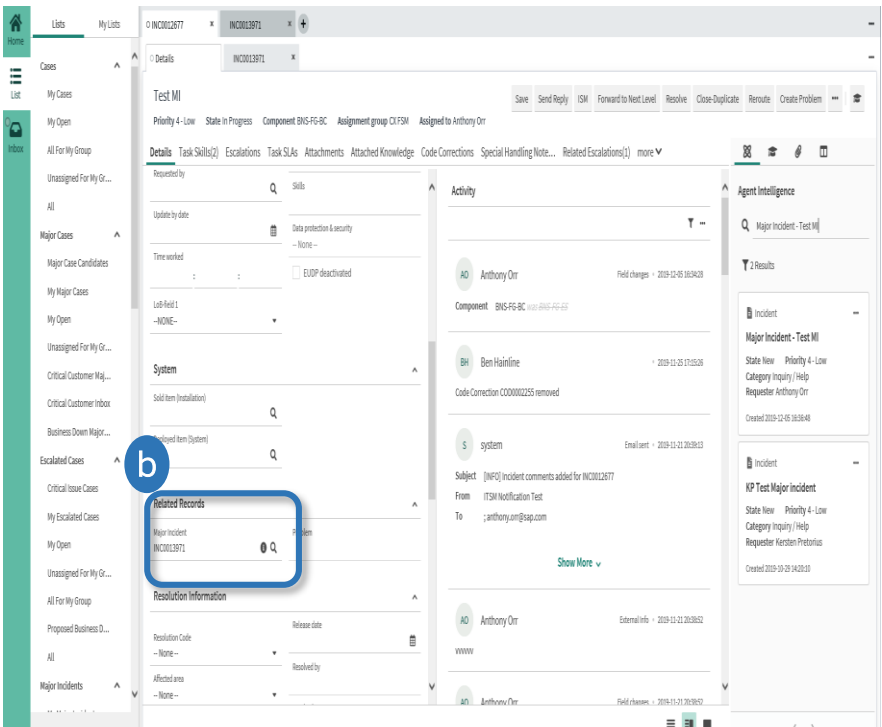 Home
List
Inbox
Lists
My Lists
Cases
My Cases
My Open
All For My Group
Unassigned For My Gr...
All
Major Cases
Major Case Candidates
My Major Cases
My Open
Unassigned For My Gr...
Critical Customer Maj...
Critical Customer Inbox
Business Down Major...
Escalated Cases
Critical Issue Cases
My Escalated Cases
My Open
Unassigned For My Gr...
All For My Group
Proposed Business D...
All
Major Incidents
INC0012677 x
INC0013971 x +
Details
INC0013971 x
Test MI
Save Send Reply ISM Forward to Next Level Resolve Close-Duplicate Reroute Create Problem ...
Priority 4 - Low State In Progress Component BNS-FG-BC Assignment group CX FSM Assigned to Anthony Orr
Details Task Skills(2) Escalations Task SLAs Attachments Attached Knowledge Code Corrections Special Handling Note... Related Escalations(1) more
Requested by
Skills
Update by date
Data protection & security
-- None --
Time worked
: :
EUDP deactivated
LoB-field 1
--NONE--
System
Sold item (Installation)
Deployed item (System)
b
Related Records
Major Incident
INC0013971
Problem
Resolution Information
Resolution Code
-- None --
Release date
Affected area
-- None --
Resolved by
Activity
AO Anthony Orr
Field changes • 2019-12-05 16:34:28
Component BNS-FG-BC was BNS-FG-EF
BH Ben Hainline
• 2019-11-25 17:15:26
Code Correction COD0002255 removed
S system
Email sent • 2019-11-21 20:39:13
Subject [INFO] Incident comments added for INC0012677
From ITSM Notification Test
To ; anthony.orr@sap.com
Show More
AO Anthony Orr
External info • 2019-11-21 20:38:52
vvvvv
AO Anthony Orr
Field changes • 2019-11-21 20:38:52
Agent Intelligence
Major Incident - Test MI
2 Results
Incident ...
Major Incident - Test MI
State New Priority 4 - Low
Category Inquiry / Help
Requester Anthony Orr
Created 2019-12-05 16:36:48
Incident ...
KP Test Major incident
State New Priority 4 - Low
Category Inquiry / Help
Requester Kersten Pretorius
Created 2019-10-29 14:20:10